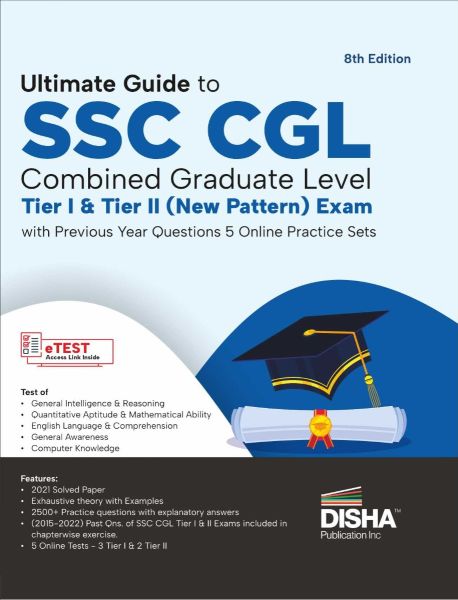 8th Edition
Ultimate Guide to
SSC CGL
Combined Graduate Level
Tier I & Tier II (New Pattern) Exam
with Previous Year Questions 5 Online Practice Sets
eTEST
Access Link Inside
Test of
• General Intelligence & Reasoning
• Quantitative Aptitude & Mathematical Ability
• English Language & Comprehension
• General Awareness
• Computer Knowledge
Features:
• 2021 Solved Paper
• Exhaustive theory with Examples
• 2500+ Practice questions with explanatory answers
• (2015-2022) Past Qns. of SSC CGL Tier I & II Exams included in
chapterwise exercise.
• 5 Online Tests - 3 Tier I & 2 Tier II
DISHA™
Publication Inc